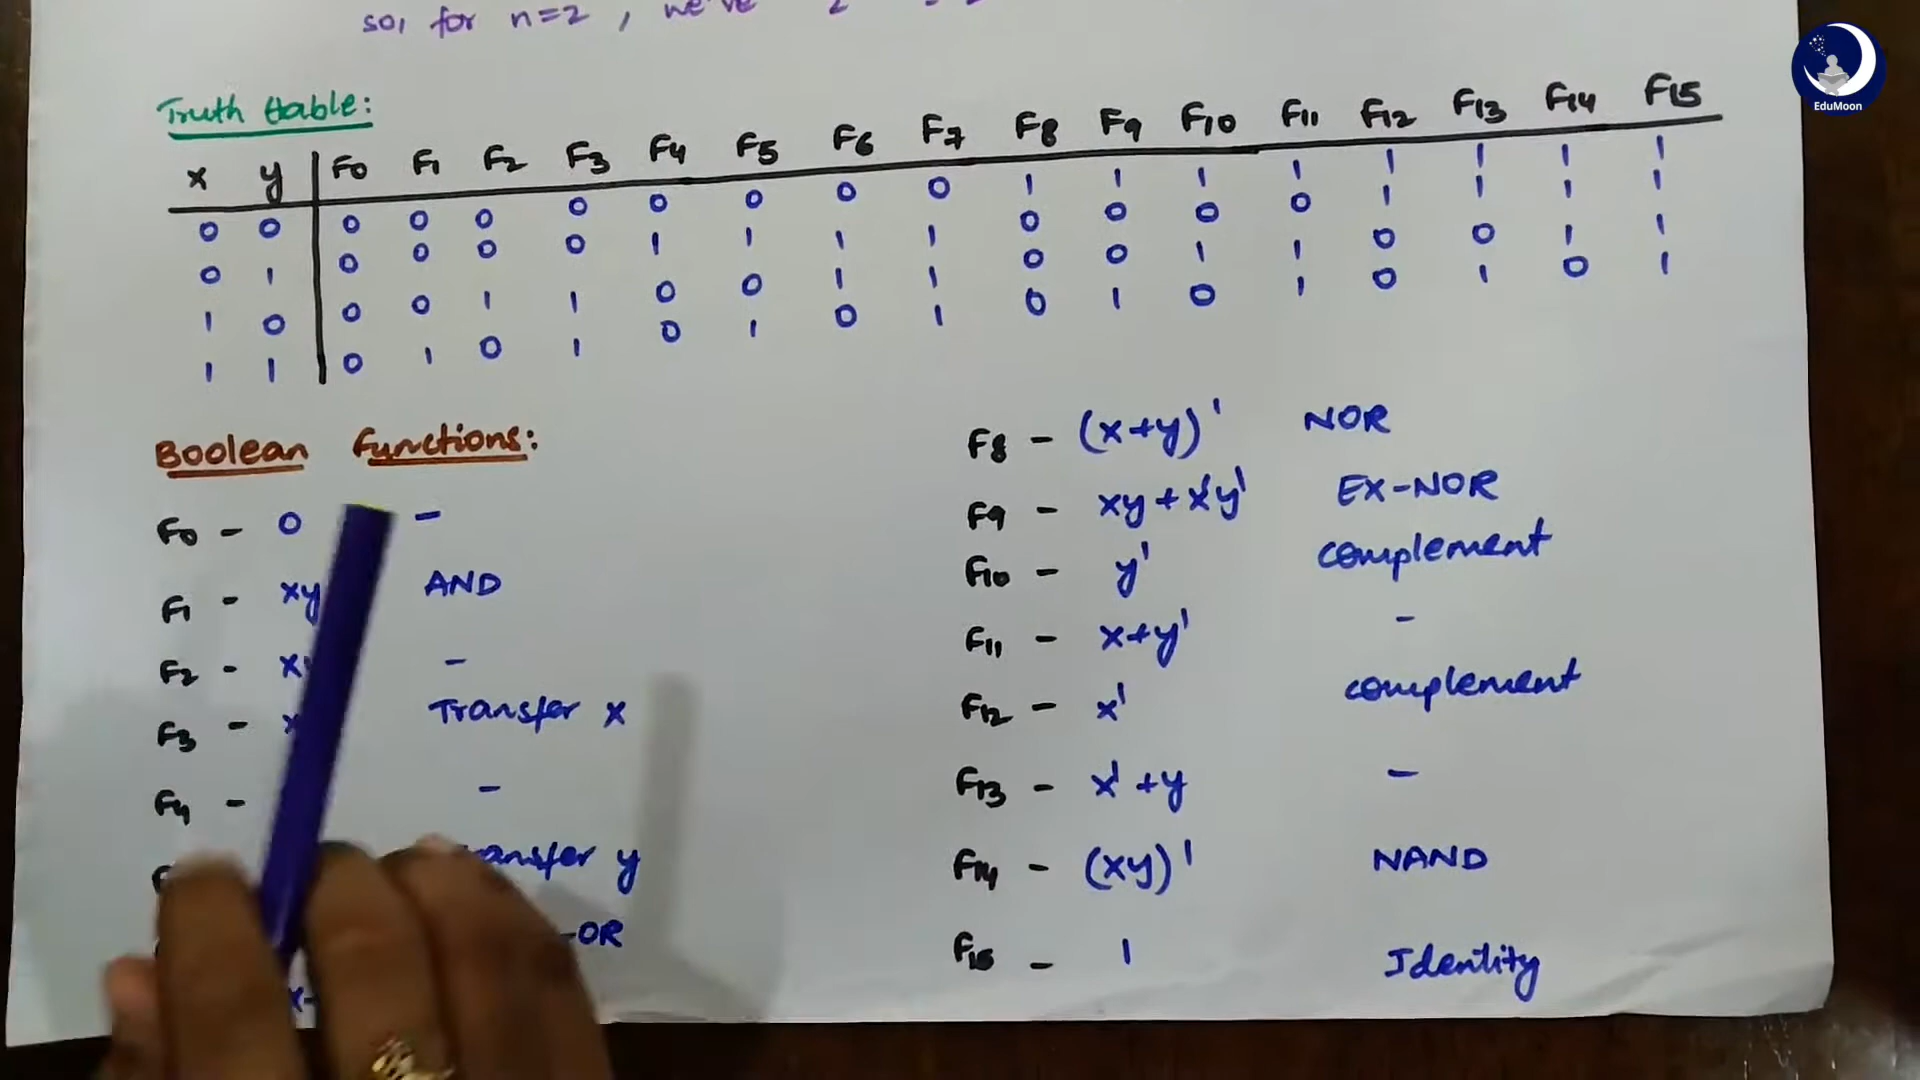 so, for n=2, we've 2
EduMoon
Truth table:
x y F0 F1 F2 F3 F4 F5 F6 F7 F8 F9 F10 F11 F12 F13 F14 F15
0 0 0 0 0 0 0 0 0 0 1 1 1 1 1 1 1 1
0 1 0 0 0 0 1 1 1 1 0 0 0 0 1 1 1 1
1 0 0 0 1 1 0 0 1 1 0 0 1 1 0 0 1 1
1 1 0 1 0 1 0 1 0 1 0 1 0 1 0 1 0 1
Boolean Functions:
F0 - 0 -
F1 - xy AND
F2 - x -
F3 - x Transfer x
F4 - -
Transfer y
-OR
x+
F8 - (x+y)' NOR
F9 - xy + x'y' EX-NOR
F10 - y' complement
F11 - x+y' -
F12 - x' complement
F13 - x'+y -
F14 - (xy)' NAND
F15 - 1 Identity